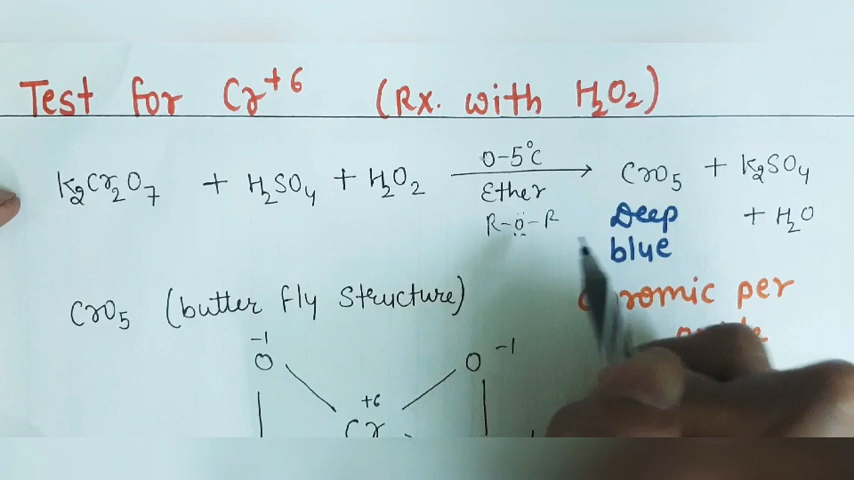 Test for Cr⁺⁶ (Rx. with H₂O₂)
K₂Cr₂O₇ + H₂SO₄ + H₂O₂ 0-5°C → CrO₅ + K₂SO₄
Ether
R-Ö-R Deep + H₂O
blue
CrO₅ (butter fly structure) per
-1 O O -1
+6
Cr